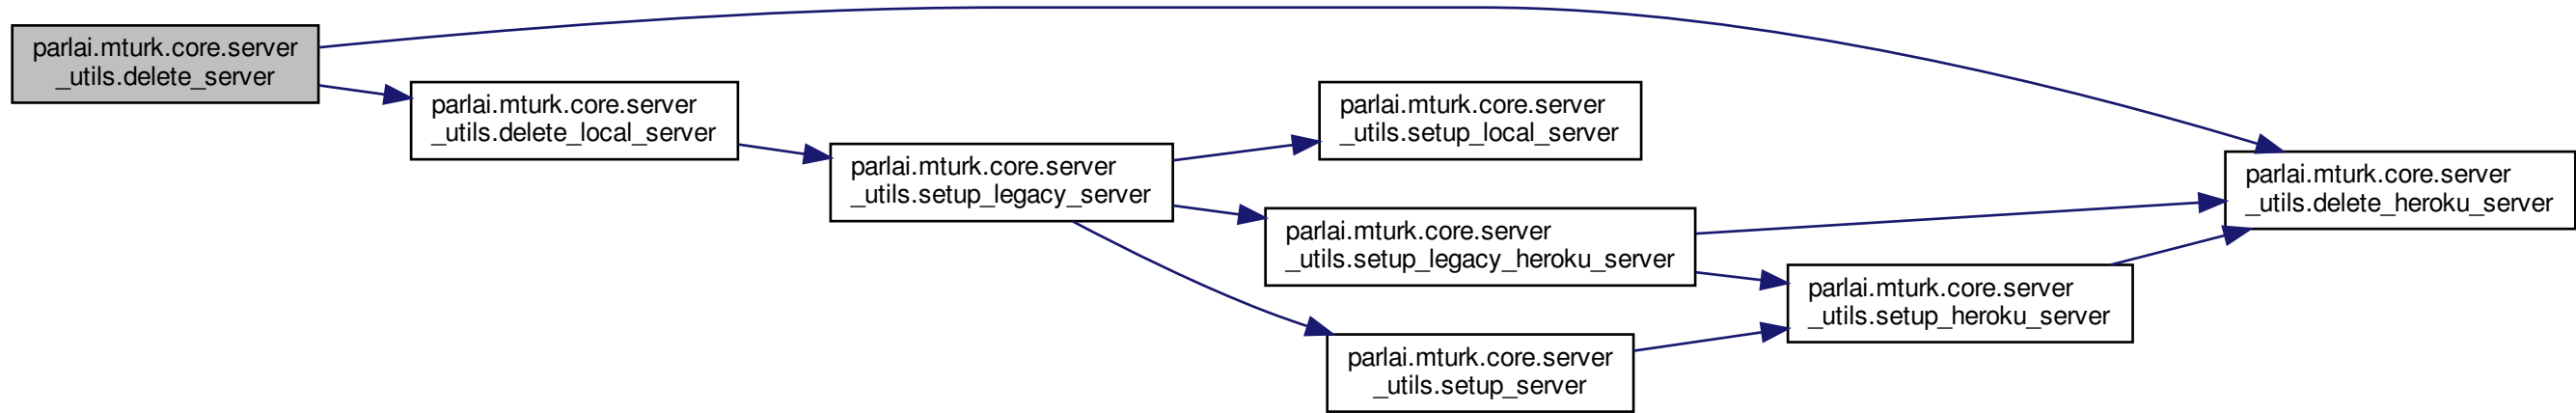 parlai.mturk.core.server
_utils.delete_server
parlai.mturk.core.server
_utils.delete_local_server
parlai.mturk.core.server
_utils.setup_legacy_server
parlai.mturk.core.server
_utils.setup_local_server
parlai.mturk.core.server
_utils.setup_legacy_heroku_server
parlai.mturk.core.server
_utils.setup_server
parlai.mturk.core.server
_utils.setup_heroku_server
parlai.mturk.core.server
_utils.delete_heroku_server